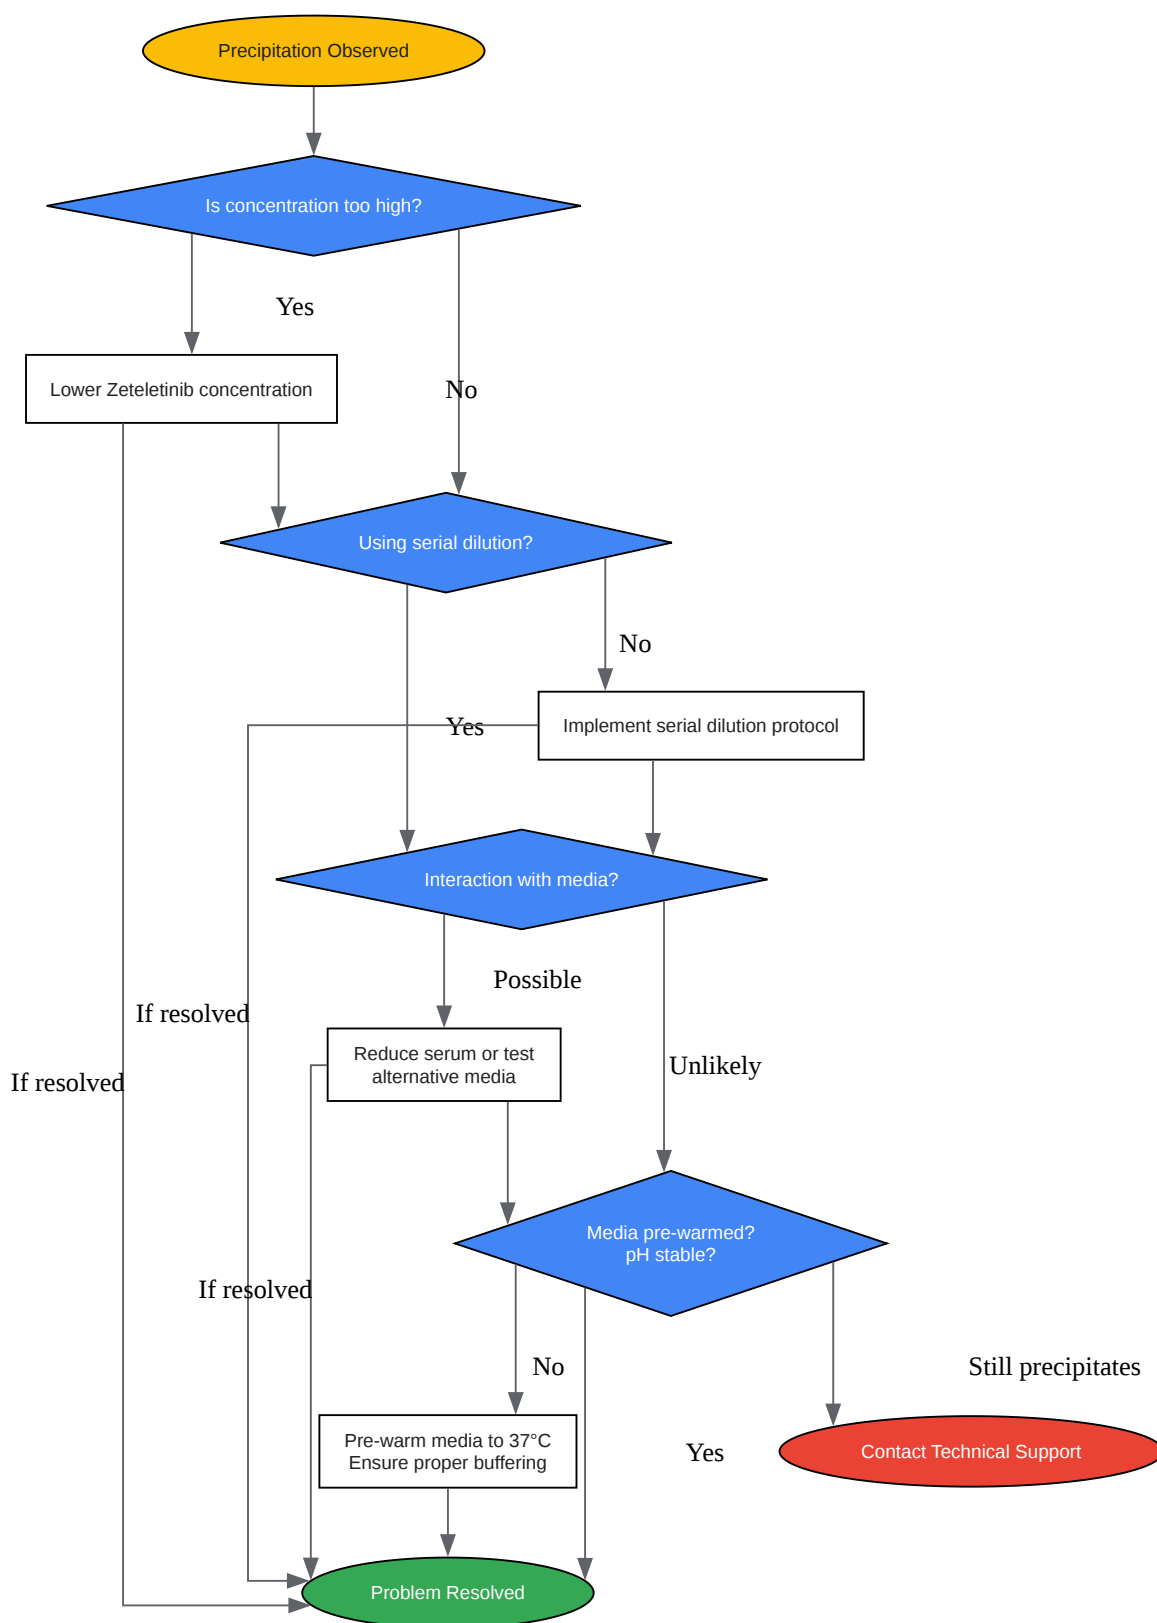 Precipitation Observed
Is concentration too high?
Yes
Lower Zeteletinib concentration
No
Using serial dilution?
No
Yes
Implement serial dilution protocol
Interaction with media?
Possible
If resolved
Reduce serum or test
alternative media
Unlikely
If resolved
Media pre-warmed?
pH stable?
If resolved
No
Still precipitates
Pre-warm media to 37°C
Ensure proper buffering
Yes
Contact Technical Support
Problem Resolved